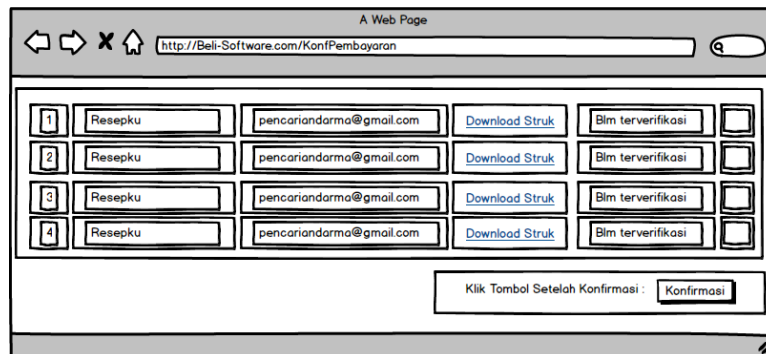 A Web Page
http://Beli-Software.com/KonfPembayaran
1 Resepku pencariandarma@gmail.com Download Struk Blm terverifikasi
2 Resepku pencariandarma@gmail.com Download Struk Blm terverifikasi
3 Resepku pencariandarma@gmail.com Download Struk Blm terverifikasi
4 Resepku pencariandarma@gmail.com Download Struk Blm terverifikasi
Klik Tombol Setelah Konfirmasi : Konfirmasi